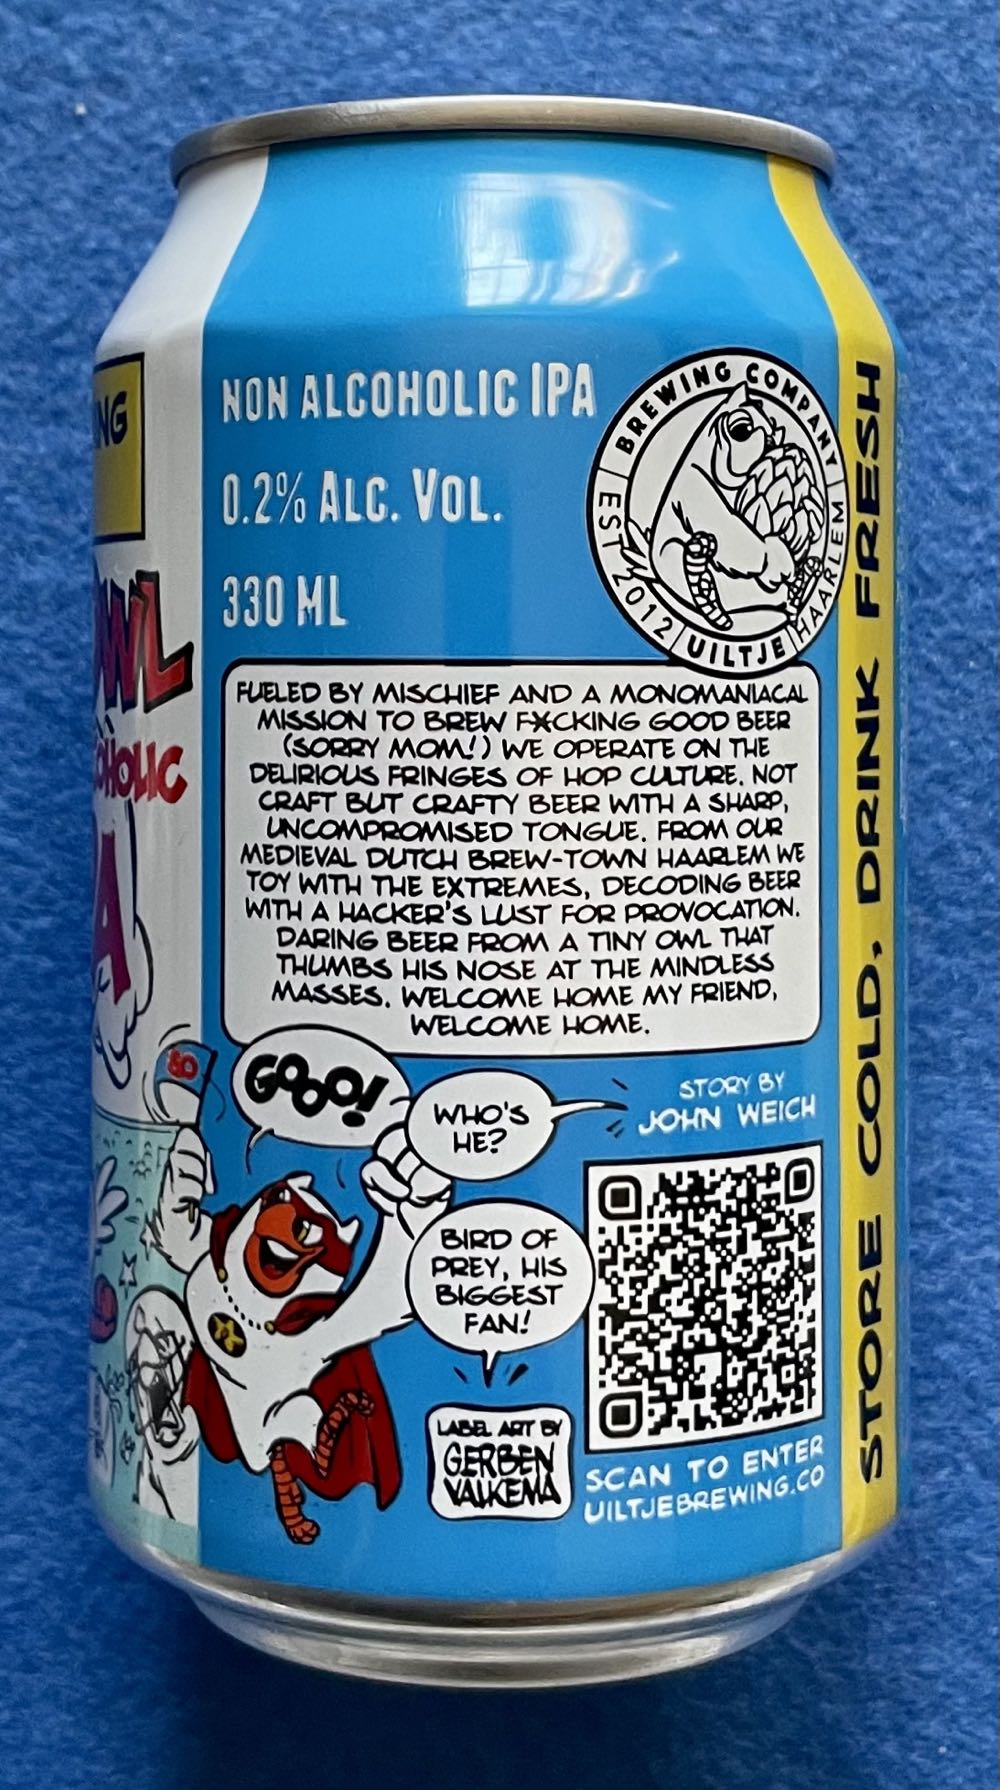 NON ALCOHOLIC IPA
0.2% ALC. VOL.
330 ML
BREWING COMPANY
EST 2012
UILTJE
HAARLEM
FUELED BY MISCHIEF AND A MONOMANIACAL
MISSION TO BREW F*CKING GOOD BEER
(SORRY MOM!) WE OPERATE ON THE
DELIRIOUS FRINGES OF HOP CULTURE. NOT
CRAFT BUT CRAFTY BEER WITH A SHARP,
UNCOMPROMISED TONGUE. FROM OUR
MEDIEVAL DUTCH BREW-TOWN HAARLEM WE
TOY WITH THE EXTREMES, DECODING BEER
WITH A HACKER'S LUST FOR PROVOCATION.
DARING BEER FROM A TINY OWL THAT
THUMBS HIS NOSE AT THE MINDLESS
MASSES. WELCOME HOME MY FRIEND,
WELCOME HOME.
GOOO!
WHO'S
HE?
BIRD OF
PREY, HIS
BIGGEST
FAN!
GO
STORY BY
JOHN WEICH
LABEL ART BY
GERBEN
VALKEMA
SCAN TO ENTER
UILTJEBREWING.CO
STORE COLD, DRINK FRESH